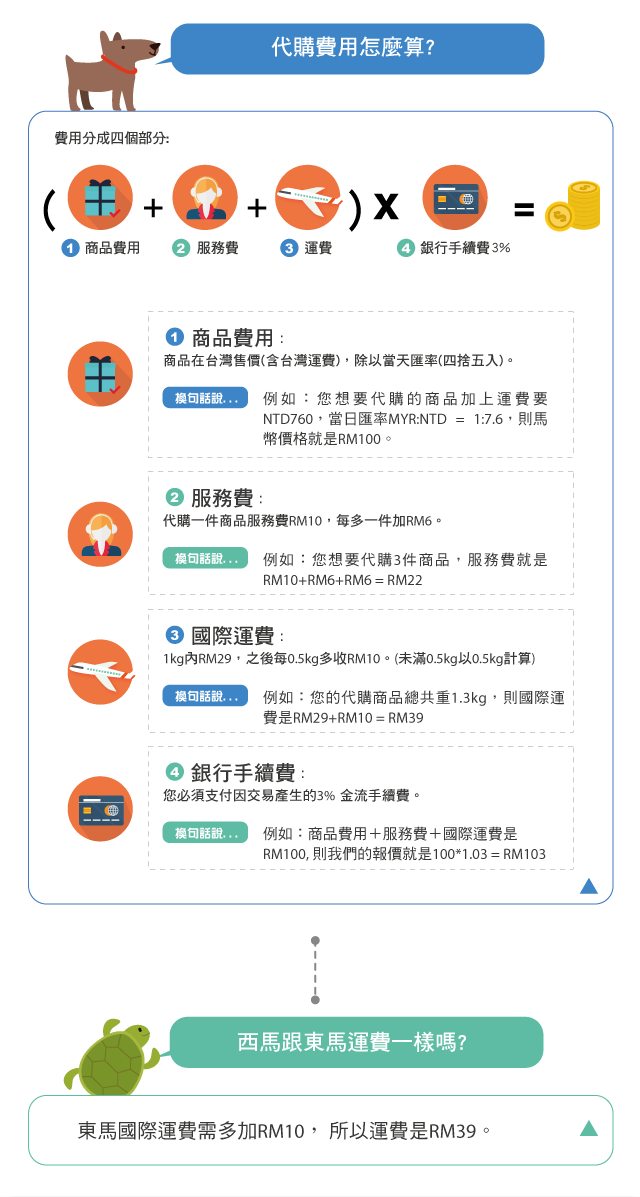 代購費用怎麼算?
費用分成四個部分:
( + + ) X =
1 商品費用 2 服務費 3 運費 4 銀行手續費3%
1 商品費用:
商品在台灣售價(含台灣運費)，除以當天匯率(四捨五入)。
換句話說... 例如：您想要代購的商品加上運費要
NTD760，當日匯率MYR:NTD = 1:7.6，則馬
幣價格就是RM100。
2 服務費:
代購一件商品服務費RM10，每多一件加RM6。
換句話說... 例如：您想要代購3件商品，服務費就是
RM10+RM6+RM6 = RM22
3 國際運費:
1kg內RM29，之後每0.5kg多收RM10。(未滿0.5kg以0.5kg計算)
換句話說... 例如：您的代購商品總共重1.3kg，則國際運
費是RM29+RM10 = RM39
4 銀行手續費:
您必須支付因交易產生的3% 金流手續費。
換句話說... 例如：商品費用＋服務費＋國際運費是
RM100, 則我們的報價就是100*1.03 = RM103
西馬跟東馬運費一樣嗎?
東馬國際運費需多加RM10， 所以運費是RM39。